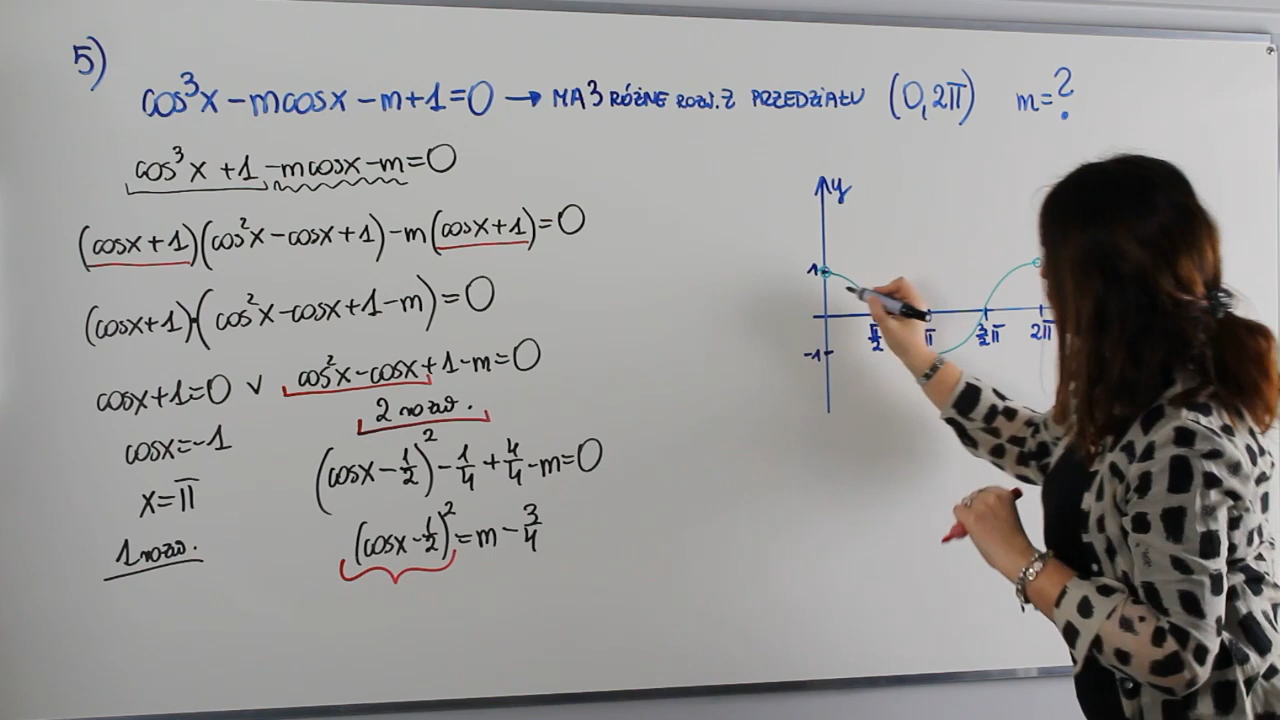 5)
cos³x - mcosx - m + 1 = 0 → MA 3 RÓŻNE ROZW. Z PRZEDZIAŁU (0, 2π) m = ?
cos³x + 1 - mcosx - m = 0
(cosx + 1)(cos²x - cosx + 1) - m(cosx + 1) = 0
(cosx + 1)·(cos²x - cosx + 1 - m) = 0
cosx + 1 = 0 ∨ cos²x - cosx + 1 - m = 0
2 rozw.
cosx = -1
(cosx - 1/2)² - 1/4 + 4/4 - m = 0
x = π
(cosx - 1/2)² = m - 3/4
1 rozw.
y
1
π/2 π 3/2π 2π
-1